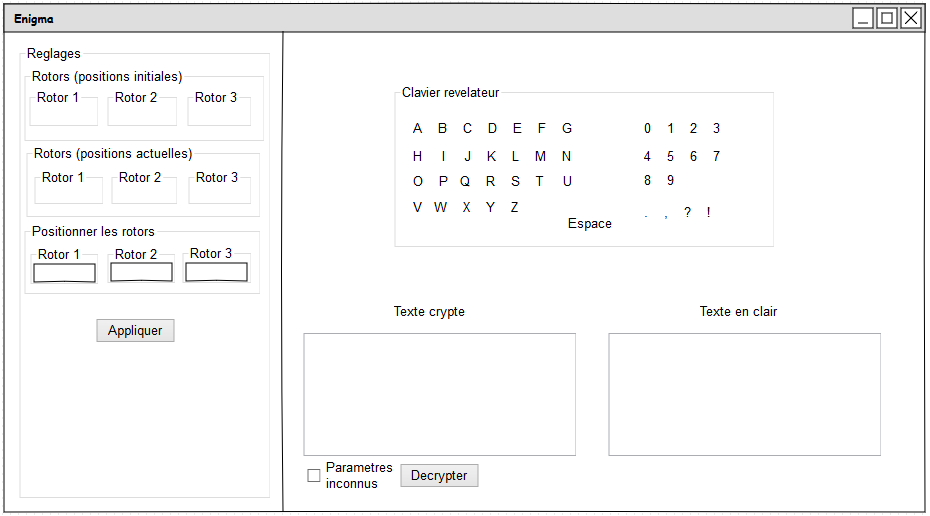 Enigma
Reglages
Rotors (positions initiales)
Rotor 1 Rotor 2 Rotor 3
Rotors (positions actuelles)
Rotor 1 Rotor 2 Rotor 3
Positionner les rotors
Rotor 1 Rotor 2 Rotor 3
Appliquer
Clavier revelateur
A B C D E F G 0 1 2 3
H I J K L M N 4 5 6 7
O P Q R S T U 8 9
V W X Y Z . , ? !
Espace
Texte crypte Texte en clair
Parametres
inconnus
Decrypter